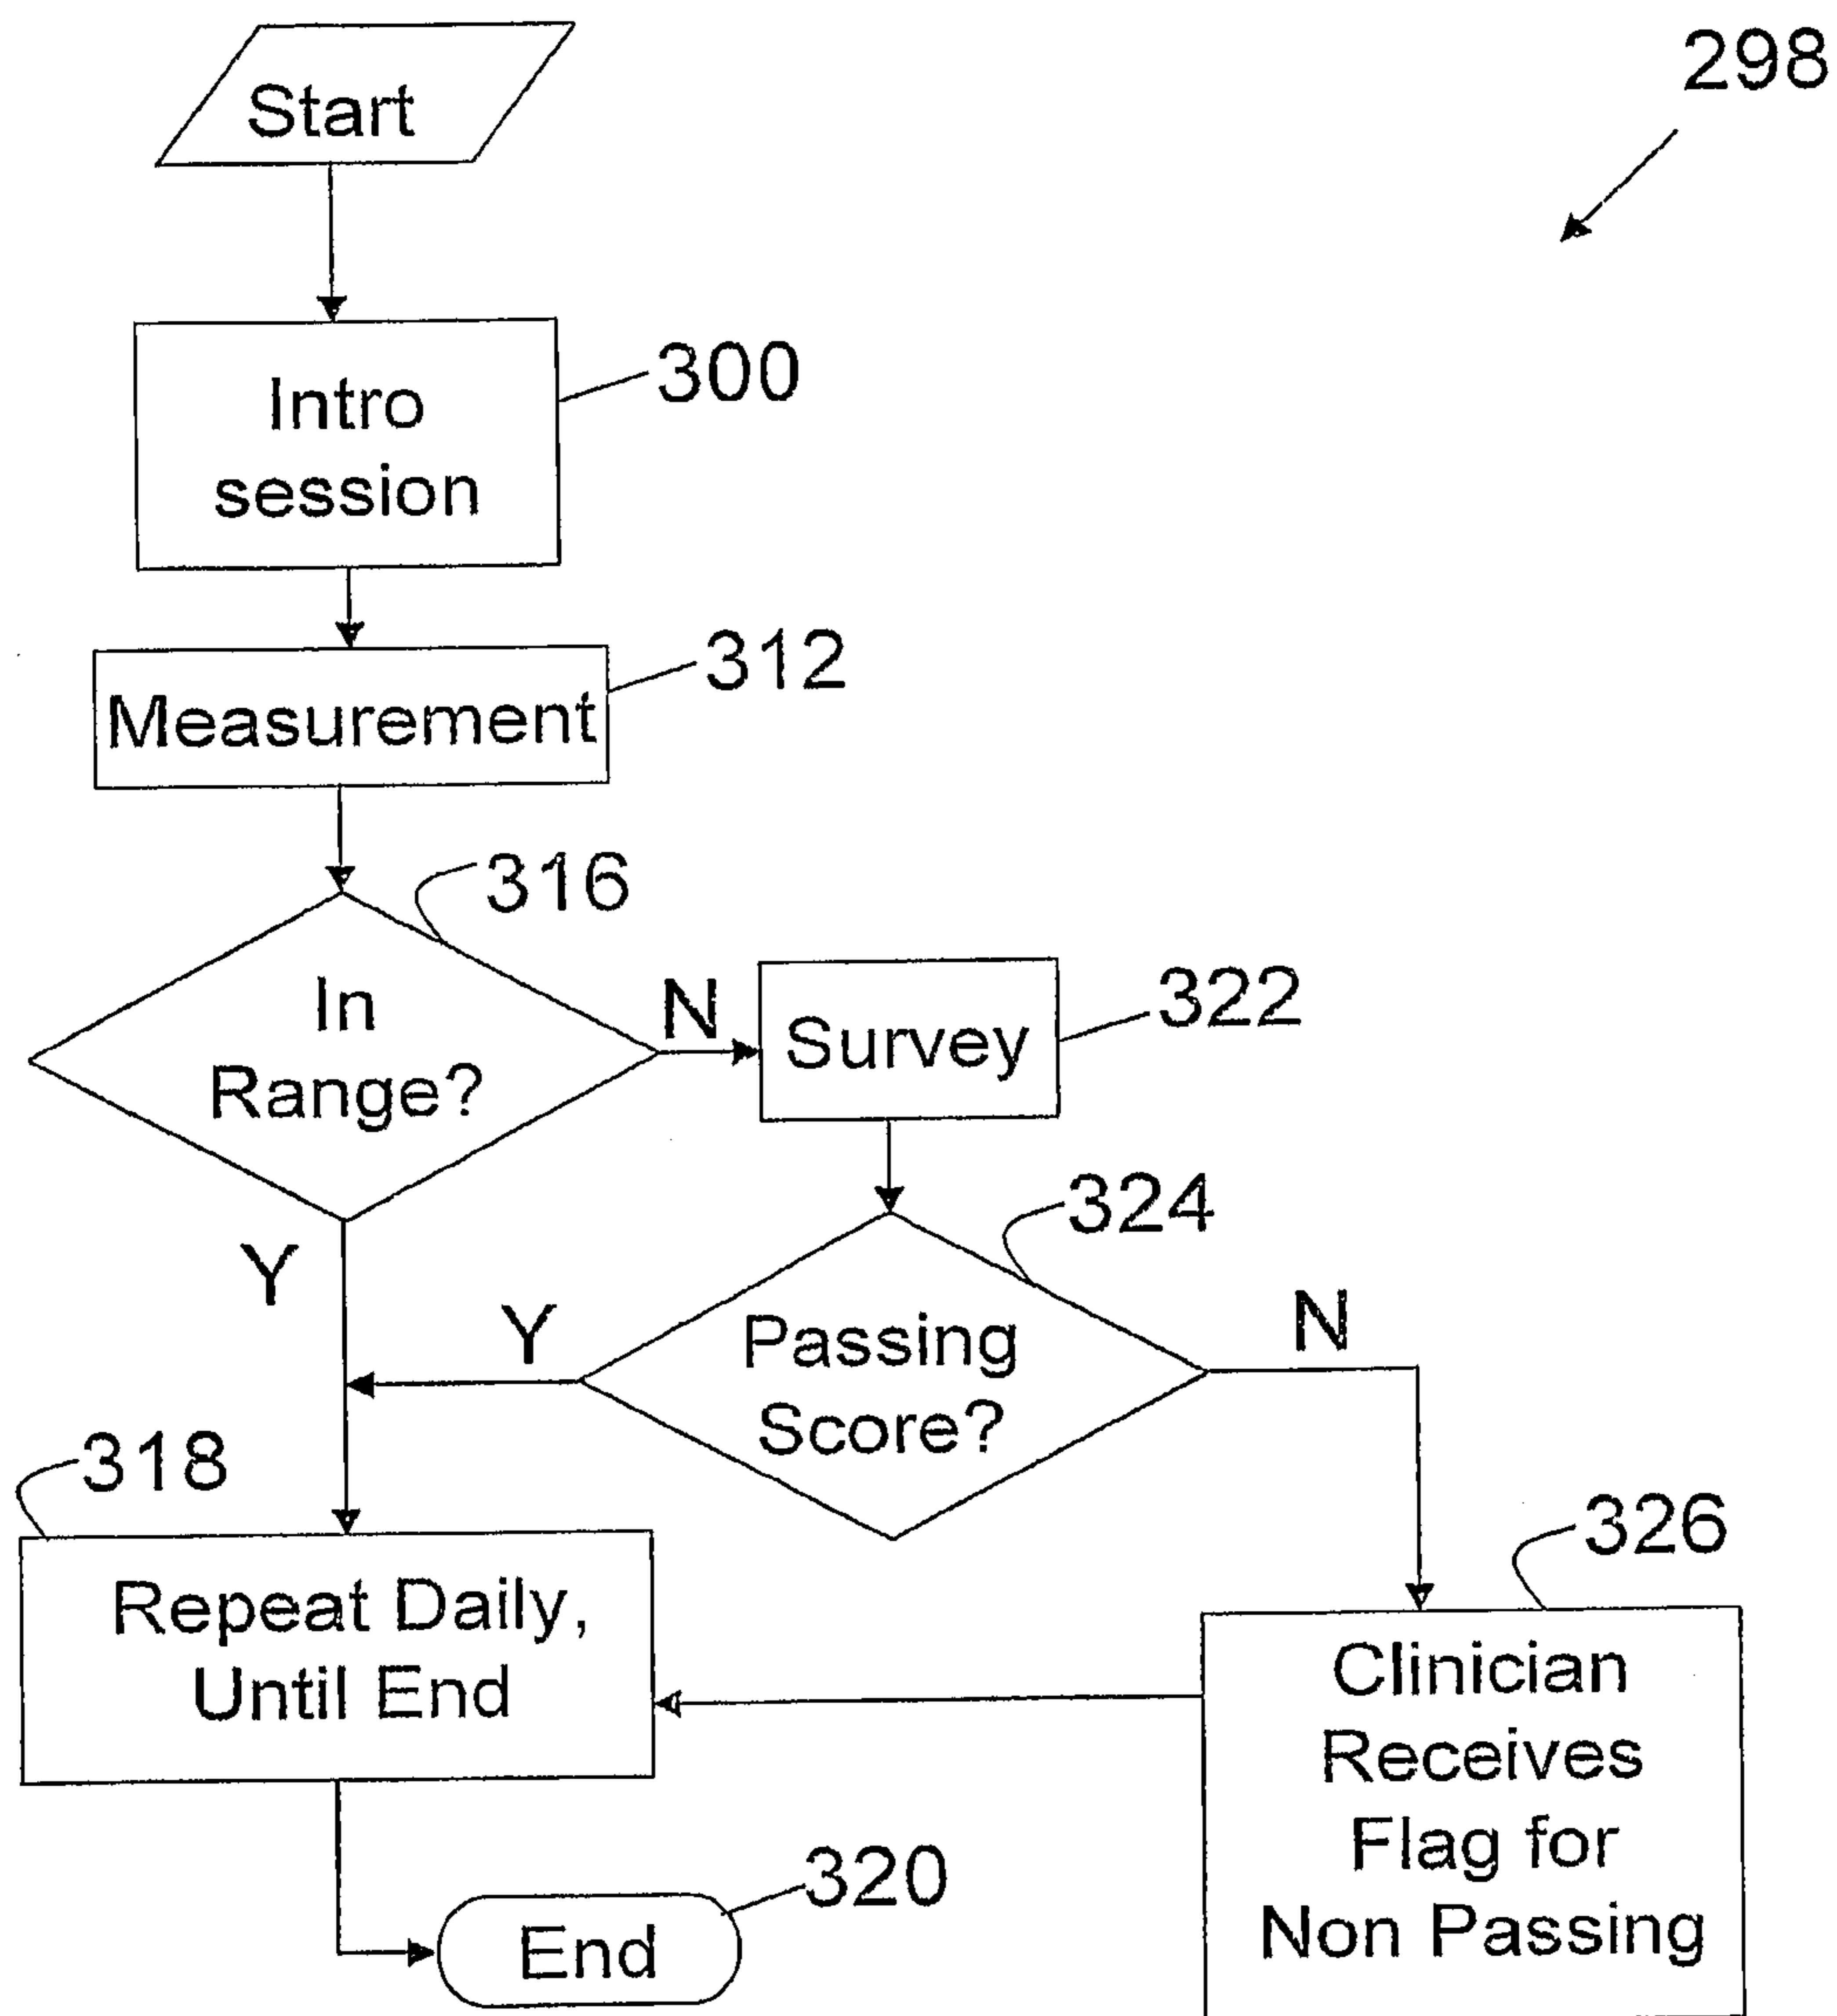 298
Start
Intro
session
300
Measurement
312
316
In
Range?
N
Survey
322
324
Y
Y
Passing
Score?
N
318
Repeat Daily,
Until End
326
Clinician
Receives
Flag for
Non Passing
320
End